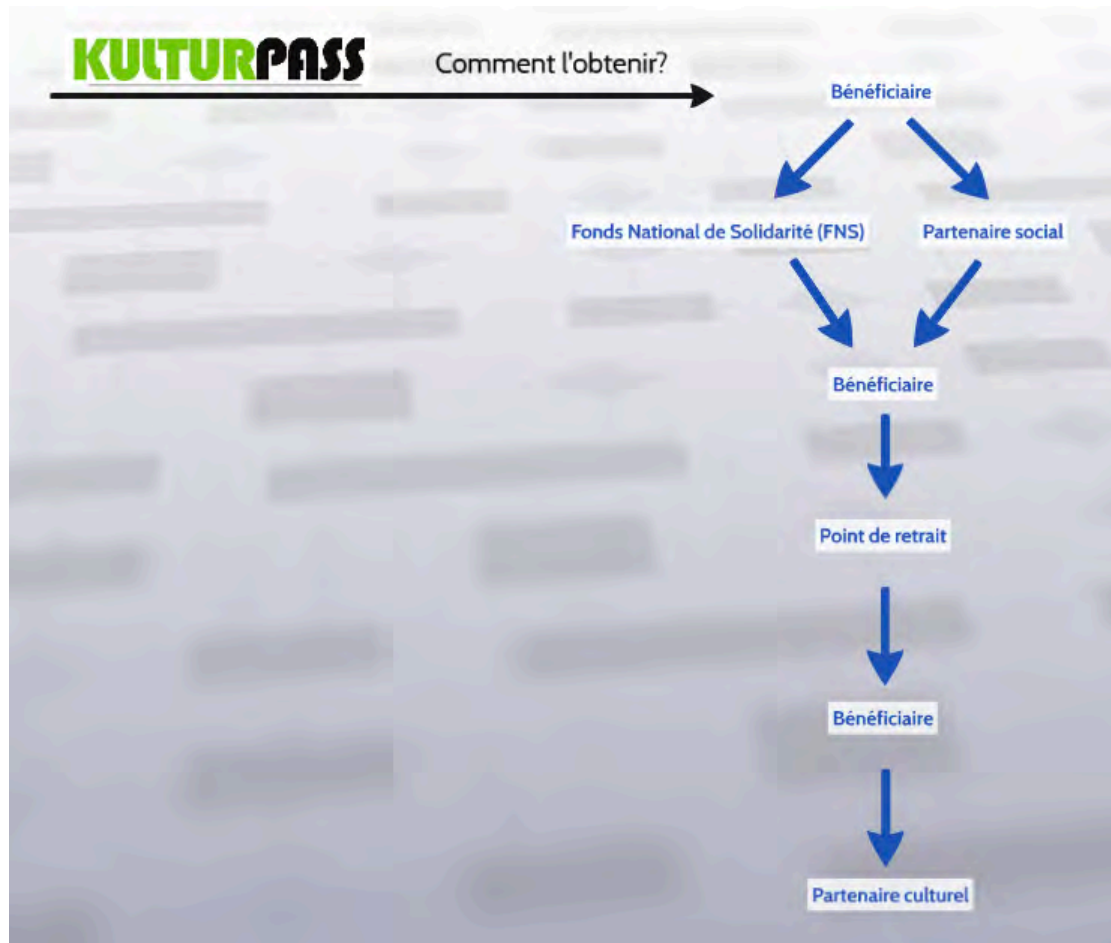 KULTURPASS
Comment l'obtenir?
Bénéficiaire
Fonds National de Solidarité (FNS)
Partenaire social
Bénéficiaire
Point de retrait
Bénéficiaire
Partenaire culturel